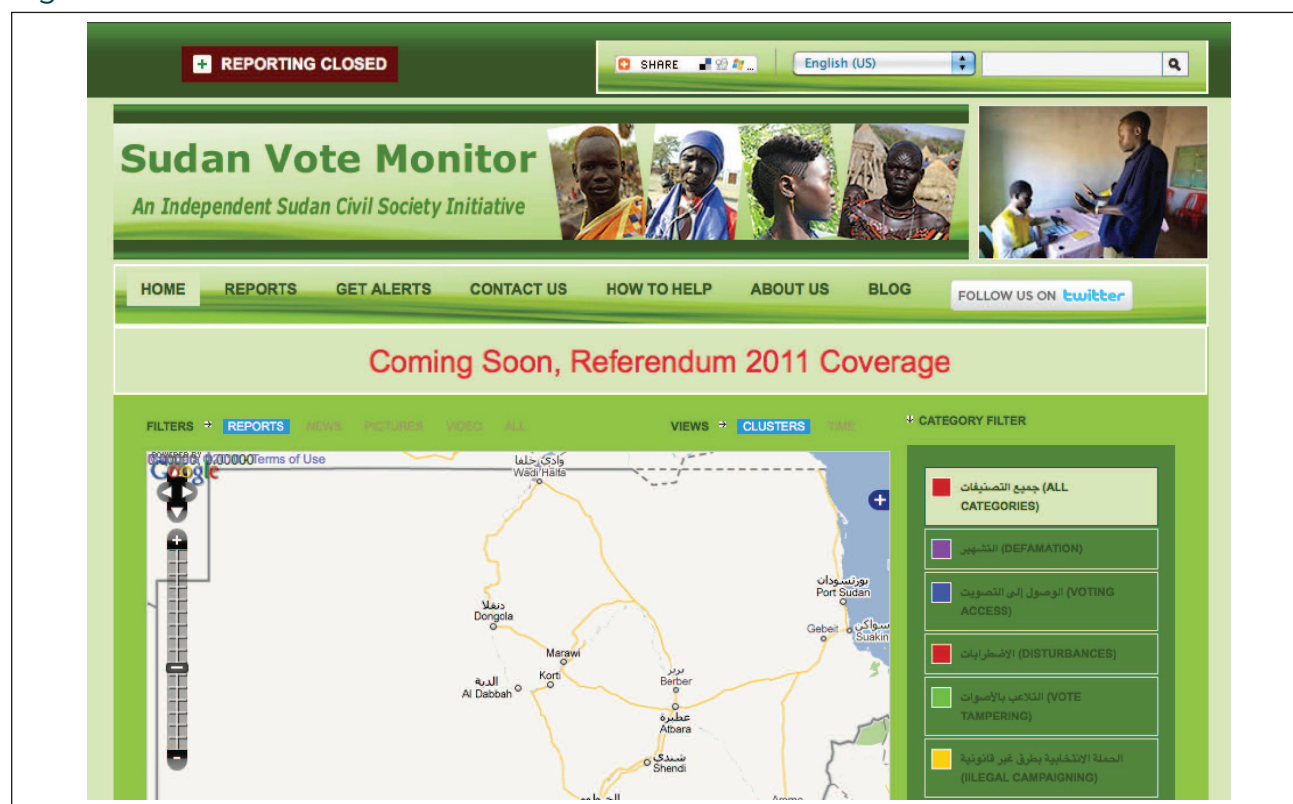 REPORTING CLOSED
SHARE
English (US)
Sudan Vote Monitor
An Independent Sudan Civil Society Initiative
HOME REPORTS GET ALERTS CONTACT US HOW TO HELP ABOUT US BLOG FOLLOW US ON twitter
Coming Soon, Referendum 2011 Coverage
FILTERS REPORTS NEWS PICTURES VIDEO ALL VIEWS CLUSTERS TIME CATEGORY FILTER
POWERED BY
Google
Terms of Use
وادي حلفا
Wadi Halfa
بورتسودان
Port Sudan
Gebeit
سواكن
Suakin
دنقلا
Dongola
Marawi
Korti
الدبة
Al Dabbah
بربر
Berber
عطبرة
Atbara
شندي
Shendi
جميع التصنيفات (ALL
CATEGORIES)
التشهير (DEFAMATION)
الوصول إلى التصويت (VOTING
ACCESS)
الاضطرابات (DISTURBANCES)
التلاعب بالأصوات (VOTE
TAMPERING)
الحملة الانتخابية بطرق غير قانونية
(IILEGAL CAMPAIGNING)